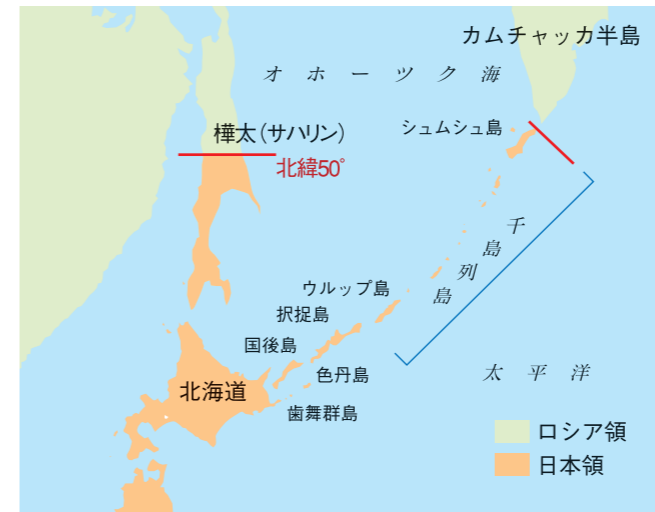 カムチャッカ半島
オホーツク海
シュムシュ島
樺太(サハリン)
北緯50°
千島列島
ウルップ島
択捉島
国後島
色丹島
太平洋
北海道
歯舞群島
ロシア領
日本領